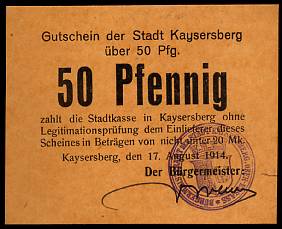 Gutschein der Stadt Kaysersberg
über 50 Pfg.
50 Pfennig
zahlt die Stadtkasse in Kaysersberg ohne
Legitimationsprüfung dem Einlieferer dieses
Scheines in Beträgen von nicht unter 20 Mk.
Kaysersberg, den 17. August 1914.
Der Bürgermeister: